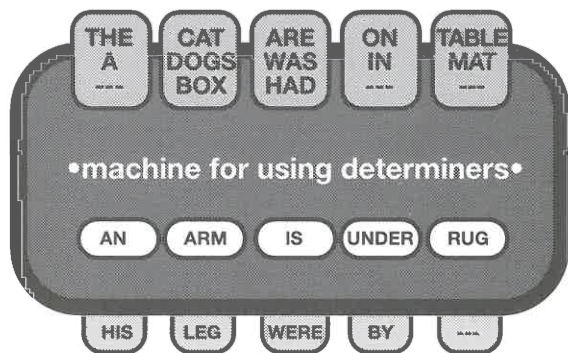 THE CAT ARE ON TABLE
A DOGS WAS IN MAT
--- BOX HAD --- ---
•machine for using determiners•
AN ARM IS UNDER RUG
HIS LEG WERE BY ---